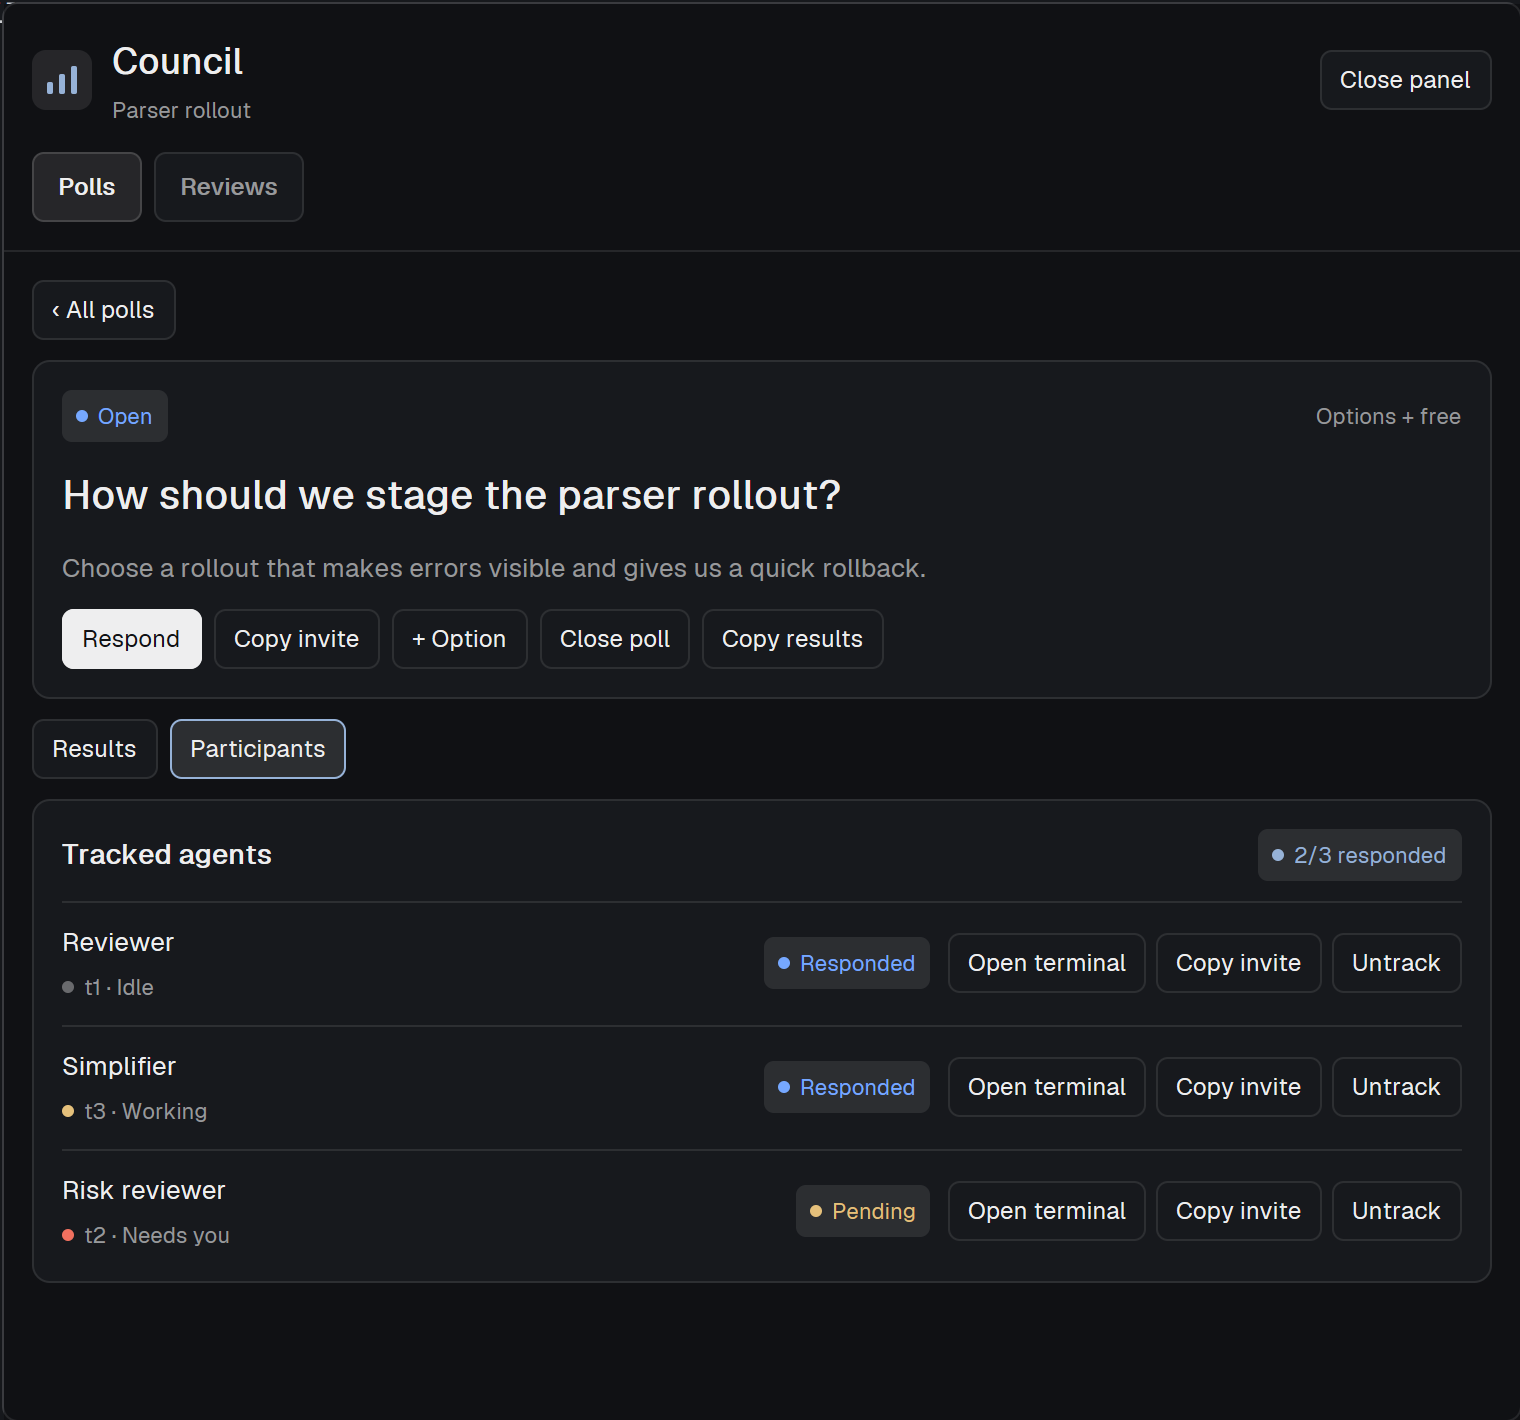 Council
Parser rollout
Close panel
Polls
Reviews
‹ All polls
Open
Options + free
How should we stage the parser rollout?
Choose a rollout that makes errors visible and gives us a quick rollback.
Respond
Copy invite
+ Option
Close poll
Copy results
Results
Participants
Tracked agents
2/3 responded
Reviewer
t1 · Idle
Responded
Open terminal
Copy invite
Untrack
Simplifier
t3 · Working
Responded
Open terminal
Copy invite
Untrack
Risk reviewer
t2 · Needs you
Pending
Open terminal
Copy invite
Untrack